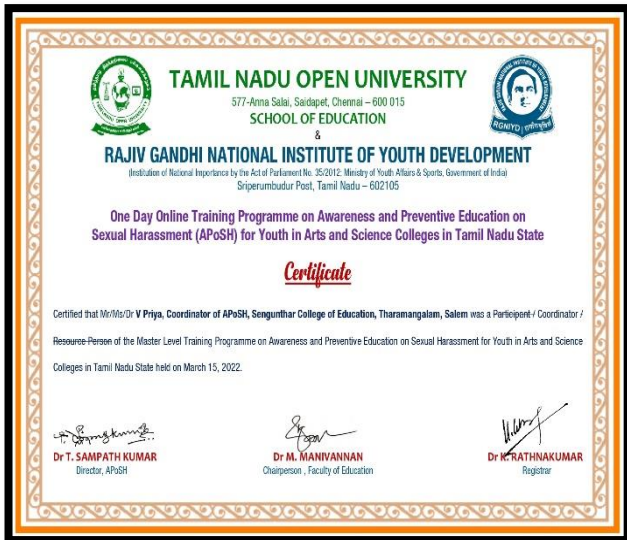 TAMIL NADU OPEN UNIVERSITY
577-Anna Salai, Saidapet, Chennai – 600 015
SCHOOL OF EDUCATION
&
RAJIV GANDHI NATIONAL INSTITUTE OF YOUTH DEVELOPMENT
(Institution of National Importance by the Act of Parliament No. 35/2012; Ministry of Youth Affairs & Sports, Government of India)
Sriperumbudur Post, Tamil Nadu – 602105
RGNIYD
One Day Online Training Programme on Awareness and Preventive Education on
Sexual Harassment (APoSH) for Youth in Arts and Science Colleges in Tamil Nadu State
Certificate
Certified that Mr/Ms/Dr V Priya, Coordinator of APoSH, Sengunthar College of Education, Tharamangalam, Salem was a Participant / Coordinator /
Resource Person of the Master Level Training Programme on Awareness and Preventive Education on Sexual Harassment for Youth in Arts and Science
Colleges in Tamil Nadu State held on March 15, 2022.
Dr T. SAMPATH KUMAR
Director, APoSH
Dr M. MANIVANNAN
Chairperson , Faculty of Education
Dr K. RATHNAKUMAR
Registrar